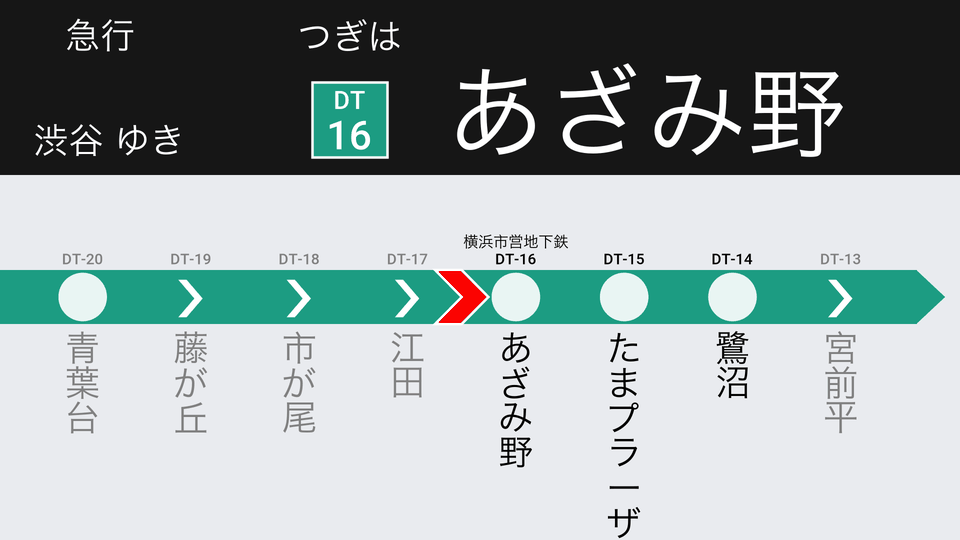 急行
つぎは
渋谷 ゆき
DT
16
あざみ野
横浜市営地下鉄
DT-20
DT-19
DT-18
DT-17
DT-16
DT-15
DT-14
DT-13
青葉台
藤が丘
市が尾
江田
あざみ野
たまプラーザ
鷺沼
宮前平